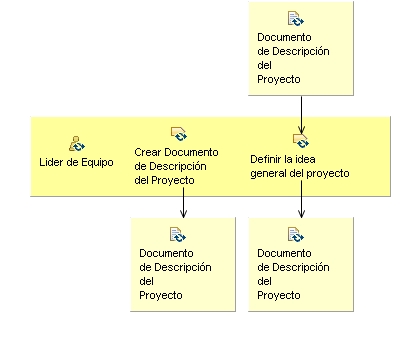 Documento
de Descripción
del
Proyecto
Lider de Equipo
Crear Documento
de Descripción
del Proyecto
Definir la idea
general del proyecto
Documento
de Descripción
del
Proyecto
Documento
de Descripción
del
Proyecto